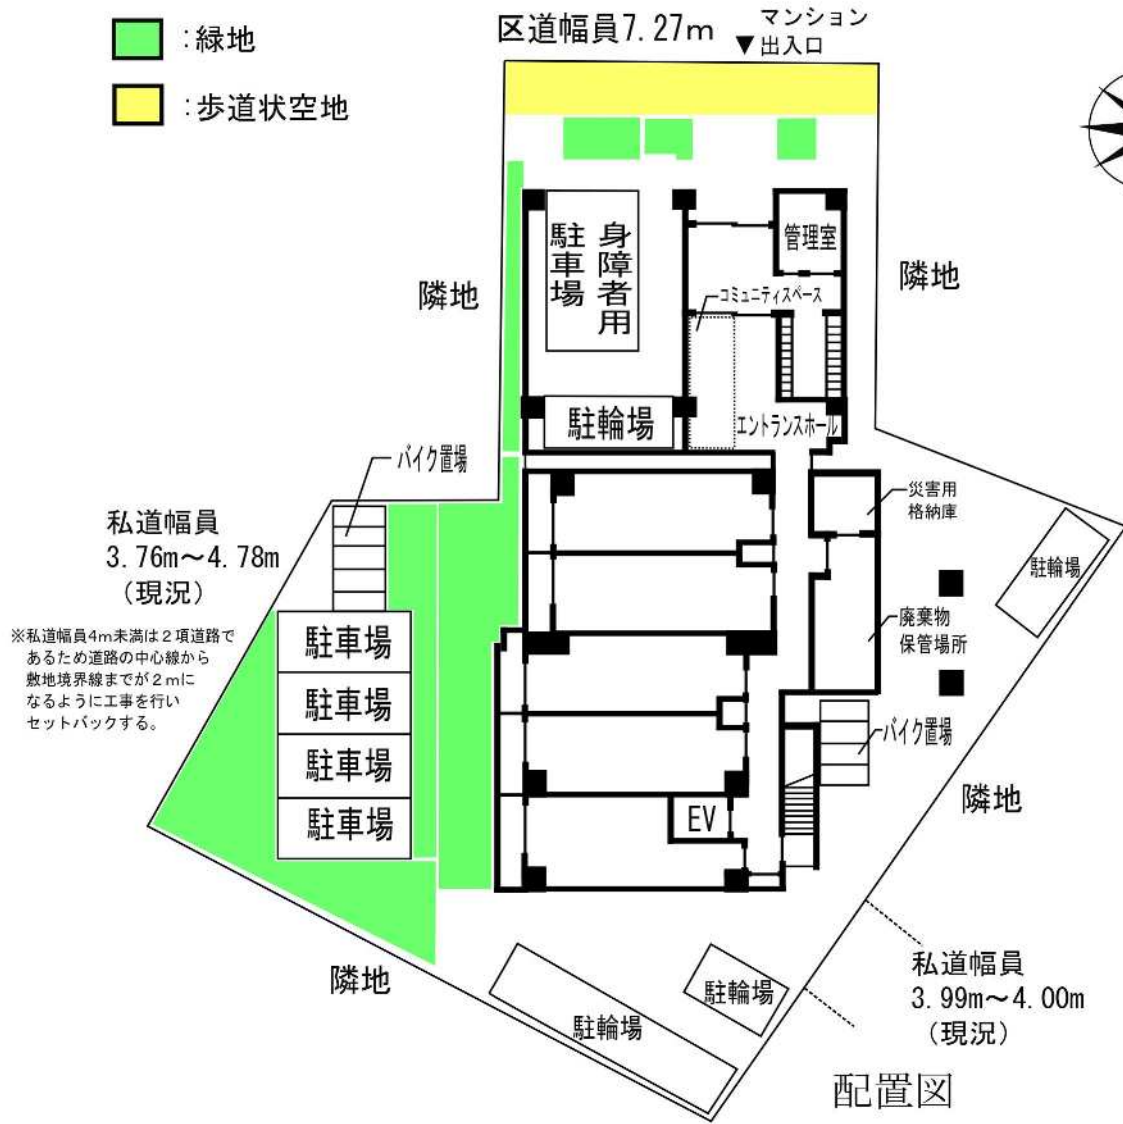 :緑地
:歩道状空地
区道幅員7.27m
マンション
▼出入口
隣地
隣地
身障者用
駐車場
管理室
コミュニティスペース
駐輪場
エントランスホール
バイク置場
私道幅員
3.76m~4.78m
(現況)
※私道幅員4m未満は2項道路で
あるため道路の中心線から
敷地境界線までが2mに
なるように工事を行い
セットバックする。
災害用
格納庫
駐輪場
廃棄物
保管場所
駐車場
駐車場
駐車場
駐車場
バイク置場
EV
隣地
隣地
駐輪場
駐輪場
私道幅員
3.99m~4.00m
(現況)
配置図